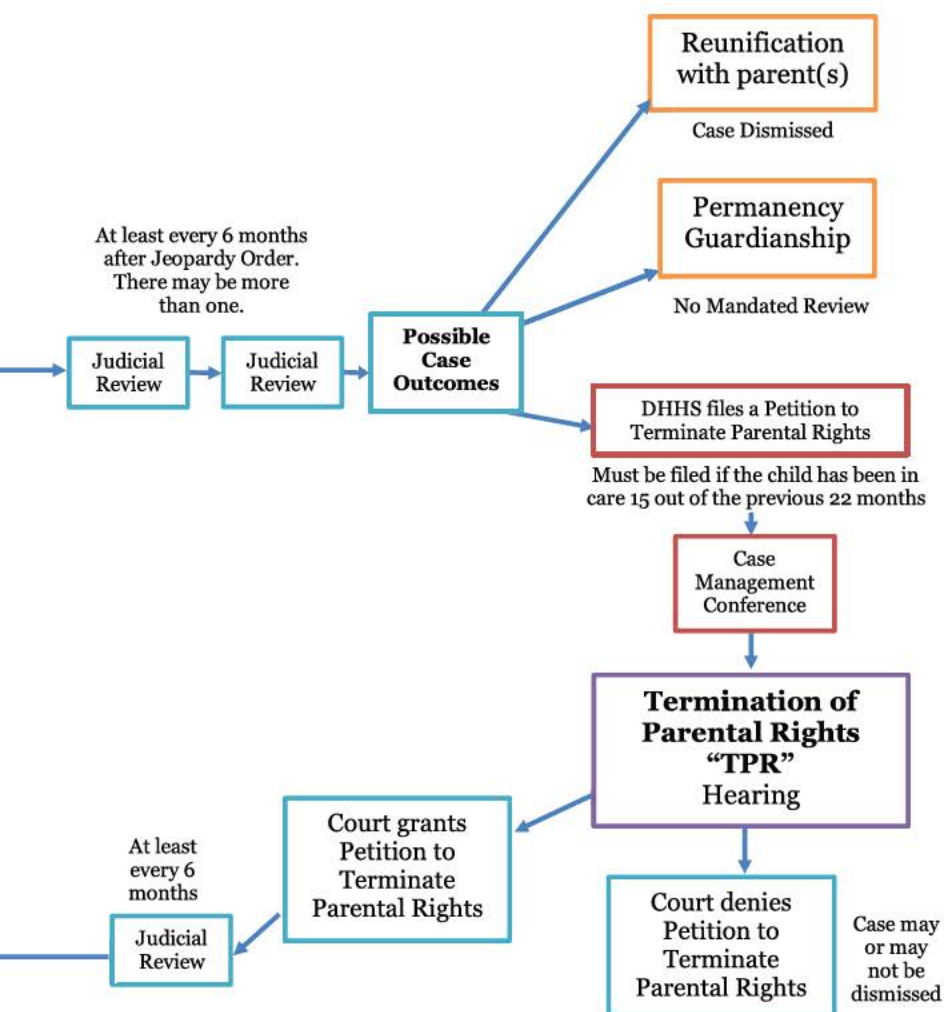 Reunification
with parent(s)
Case Dismissed
Permanency
Guardianship
No Mandated Review
At least every 6 months
after Jeopardy Order.
There may be more
than one.
Judicial
Review
Judicial
Review
Possible
Case
Outcomes
DHHS files a Petition to
Terminate Parental Rights
Must be filed if the child has been in
care 15 out of the previous 22 months
Case
Management
Conference
Termination of
Parental Rights
“TPR”
Hearing
Court grants
Petition to
Terminate
Parental Rights
At least
every 6
months
Judicial
Review
Court denies
Petition to
Terminate
Parental Rights
Case may
or may
not be
dismissed